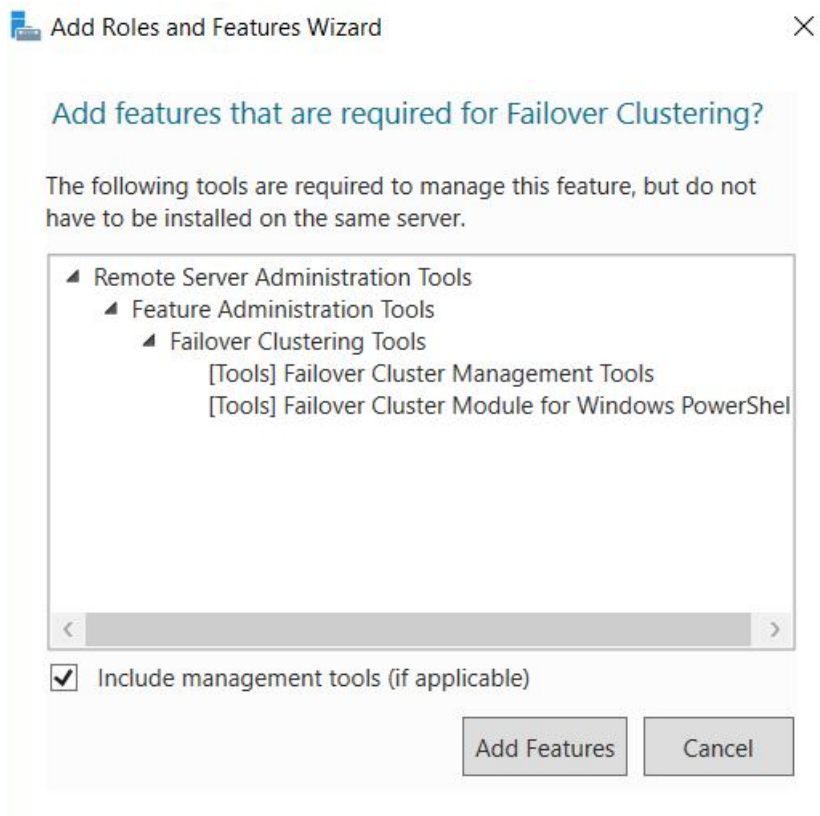 Add Roles and Features Wizard
Add features that are required for Failover Clustering?
The following tools are required to manage this feature, but do not
have to be installed on the same server.
Remote Server Administration Tools
Feature Administration Tools
Failover Clustering Tools
[Tools] Failover Cluster Management Tools
[Tools] Failover Cluster Module for Windows PowerShel
Include management tools (if applicable)
Add Features
Cancel